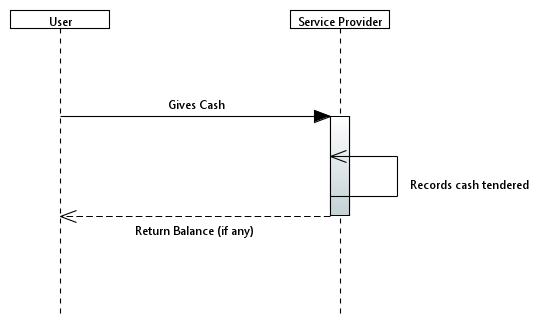 User
Service Provider
Gives Cash
Records cash tendered
Return Balance (if any)